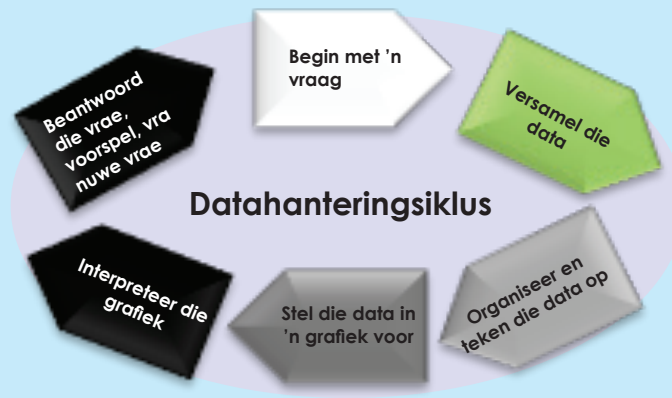 Begin met 'n
vraag
Versamel die
data
Organiseer en
teken die data op
Stel die data in
'n grafiek voor
Interpreteer die
grafiek
Beantwoord
die vrae,
voorspel, vra
nuwe vrae
Datahanteringsiklus